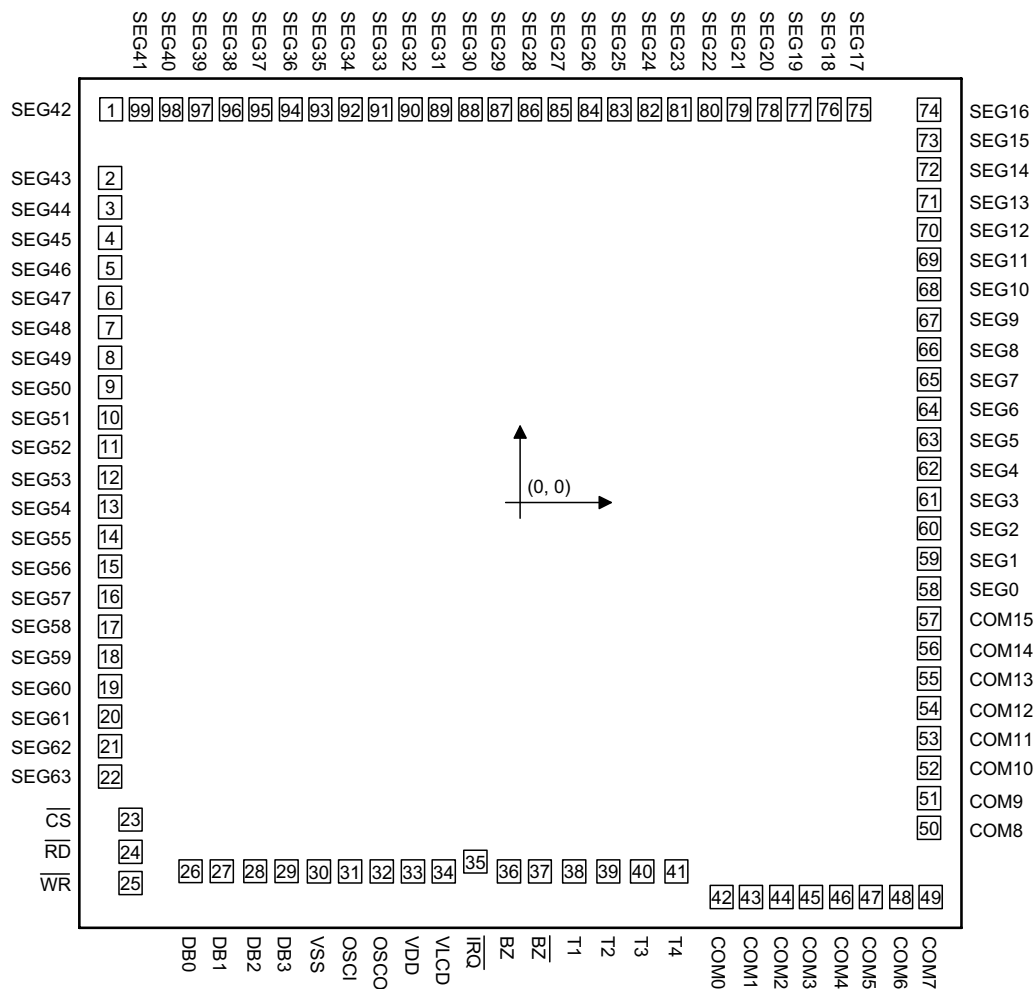 SEG41
SEG40
SEG39
SEG38
SEG37
SEG36
SEG35
SEG34
SEG33
SEG32
SEG31
SEG30
SEG29
SEG28
SEG27
SEG26
SEG25
SEG24
SEG23
SEG22
SEG21
SEG20
SEG19
SEG18
SEG17
SEG42 1 99 98 97 96 95 94 93 92 91 90 89 88 87 86 85 84 83 82 81 80 79 78 77 76 75 74 SEG16
73 SEG15
72 SEG14
SEG43 2
71 SEG13
SEG44 3
70 SEG12
SEG45 4
69 SEG11
SEG46 5
68 SEG10
SEG47 6
67 SEG9
SEG48 7
66 SEG8
SEG49 8
65 SEG7
SEG50 9
64 SEG6
SEG51 10
63 SEG5
SEG52 11
62 SEG4
SEG53 12
(0, 0)
61 SEG3
SEG54 13
60 SEG2
SEG55 14
59 SEG1
SEG56 15
58 SEG0
SEG57 16
57 COM15
SEG58 17
56 COM14
SEG59 18
55 COM13
SEG60 19
54 COM12
SEG61 20
53 COM11
SEG62 21
52 COM10
SEG63 22
51 COM9
CS 23
50 COM8
RD 24
WR 25
26 27 28 29 30 31 32 33 34 35 36 37 38 39 40 41
42 43 44 45 46 47 48 49
DB0
DB1
DB2
DB3
VSS
OSCI
OSCO
VDD
VLCD
IRQ
BZ
BZ
T1
T2
T3
T4
COM0
COM1
COM2
COM3
COM4
COM5
COM6
COM7